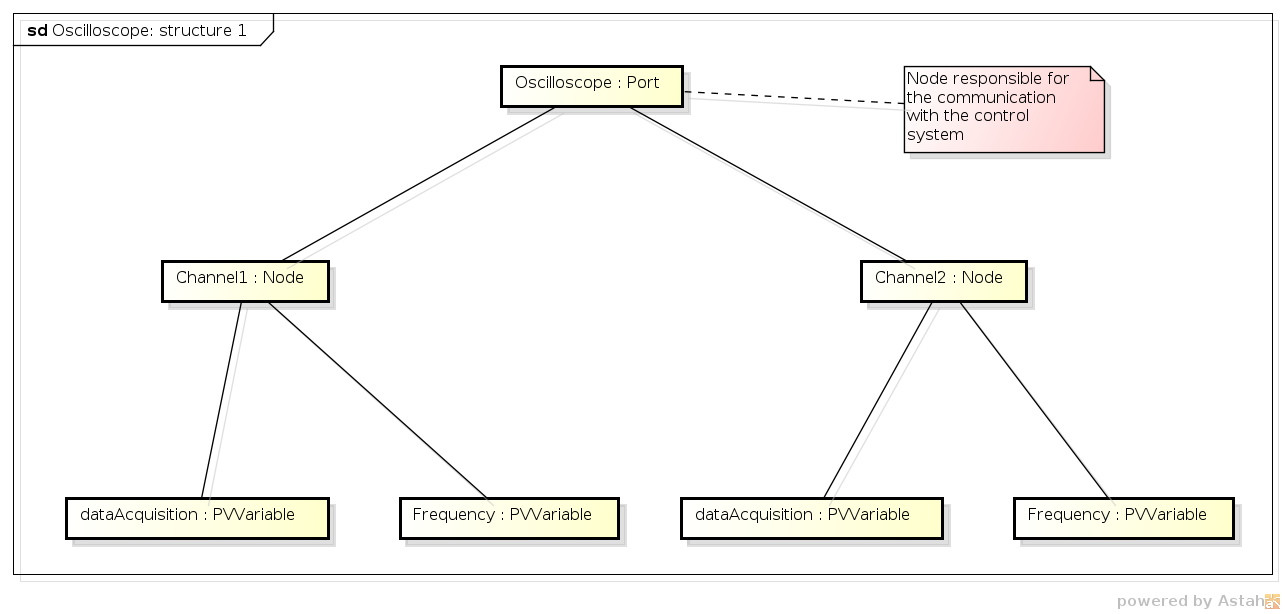 sd Oscilloscope: structure 1
Oscilloscope : Port
Node responsible for
the communication
with the control
system
Channel1 : Node
Channel2 : Node
dataAcquisition : PVVariable
Frequency : PVVariable
dataAcquisition : PVVariable
Frequency : PVVariable
powered by Astah